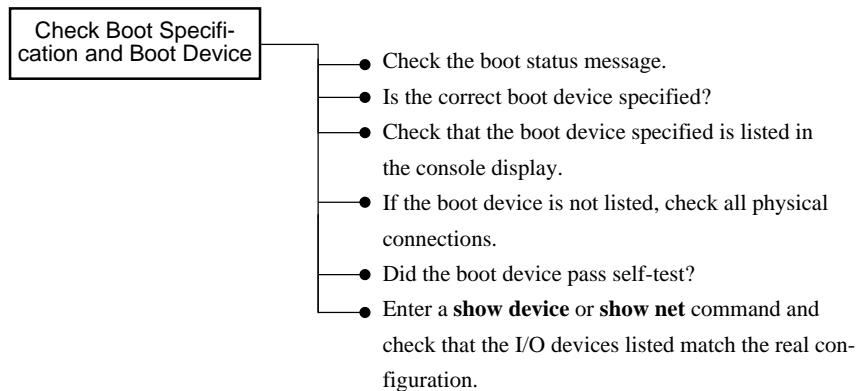 Check Boot Specifi-
cation and Boot Device
Check the boot status message.
Is the correct boot device specified?
Check that the boot device specified is listed in
the console display.
If the boot device is not listed, check all physical
connections.
Did the boot device pass self-test?
Enter a show device or show net command and
check that the I/O devices listed match the real con-
figuration.